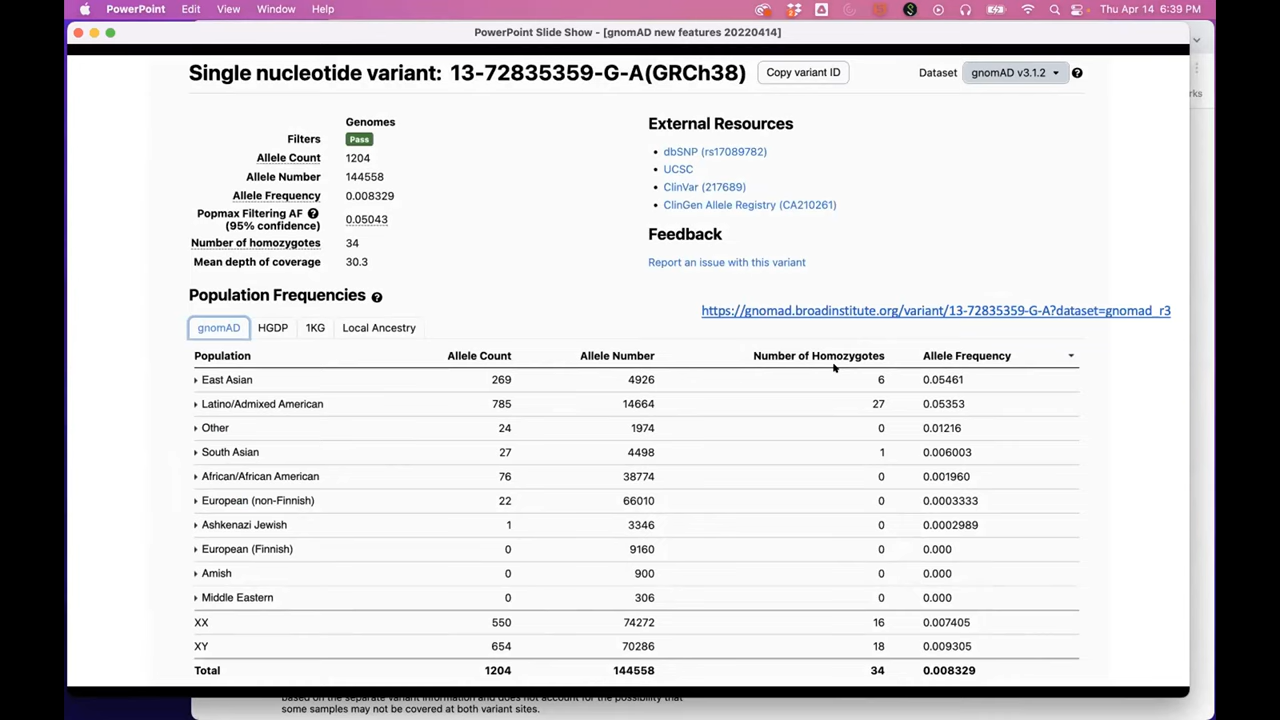 PowerPoint Edit View Window Help Thu Apr 14 6:39 PM
PowerPoint Slide Show - [gnomAD new features 20220414]
Single nucleotide variant: 13-72835359-G-A(GRCh38) Copy variant ID Dataset gnomAD v3.1.2
Genomes
Filters Pass
Allele Count 1204
Allele Number 144558
Allele Frequency 0.008329
Popmax Filtering AF
(95% confidence) 0.05043
Number of homozygotes 34
Mean depth of coverage 30.3
External Resources
• dbSNP (rs17089782)
• UCSC
• ClinVar (217689)
• ClinGen Allele Registry (CA210261)
Feedback
Report an issue with this variant
Population Frequencies
https://gnomad.broadinstitute.org/variant/13-72835359-G-A?dataset=gnomad_r3
gnomAD HGDP 1KG Local Ancestry
Population Allele Count Allele Number Number of Homozygotes Allele Frequency
East Asian 269 4926 6 0.05461
Latino/Admixed American 785 14664 27 0.05353
Other 24 1974 0 0.01216
South Asian 27 4498 1 0.006003
African/African American 76 38774 0 0.001960
European (non-Finnish) 22 66010 0 0.0003333
Ashkenazi Jewish 1 3346 0 0.0002989
European (Finnish) 0 9160 0 0.000
Amish 0 900 0 0.000
Middle Eastern 0 306 0 0.000
XX 550 74272 16 0.007405
XY 654 70286 18 0.009305
Total 1204 144558 34 0.008329
based on the separate variant information and does not account for the possibility that
some samples may not be covered at both variant sites.